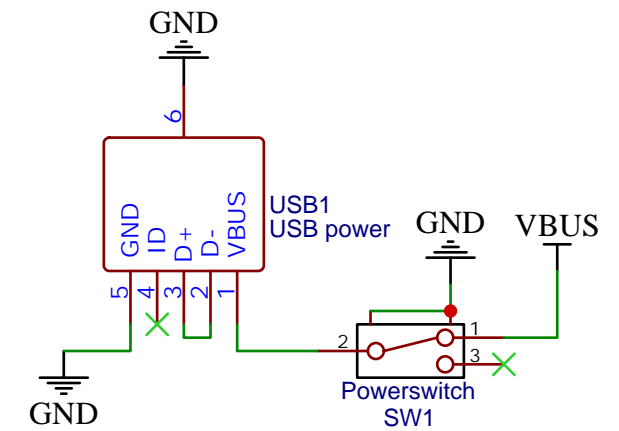 GND
6
USB1
USB power
GND
ID
D+
D-
VBUS
5
4
3
2
1
GND
VBUS
2
1
3
Powerswitch
SW1
GND